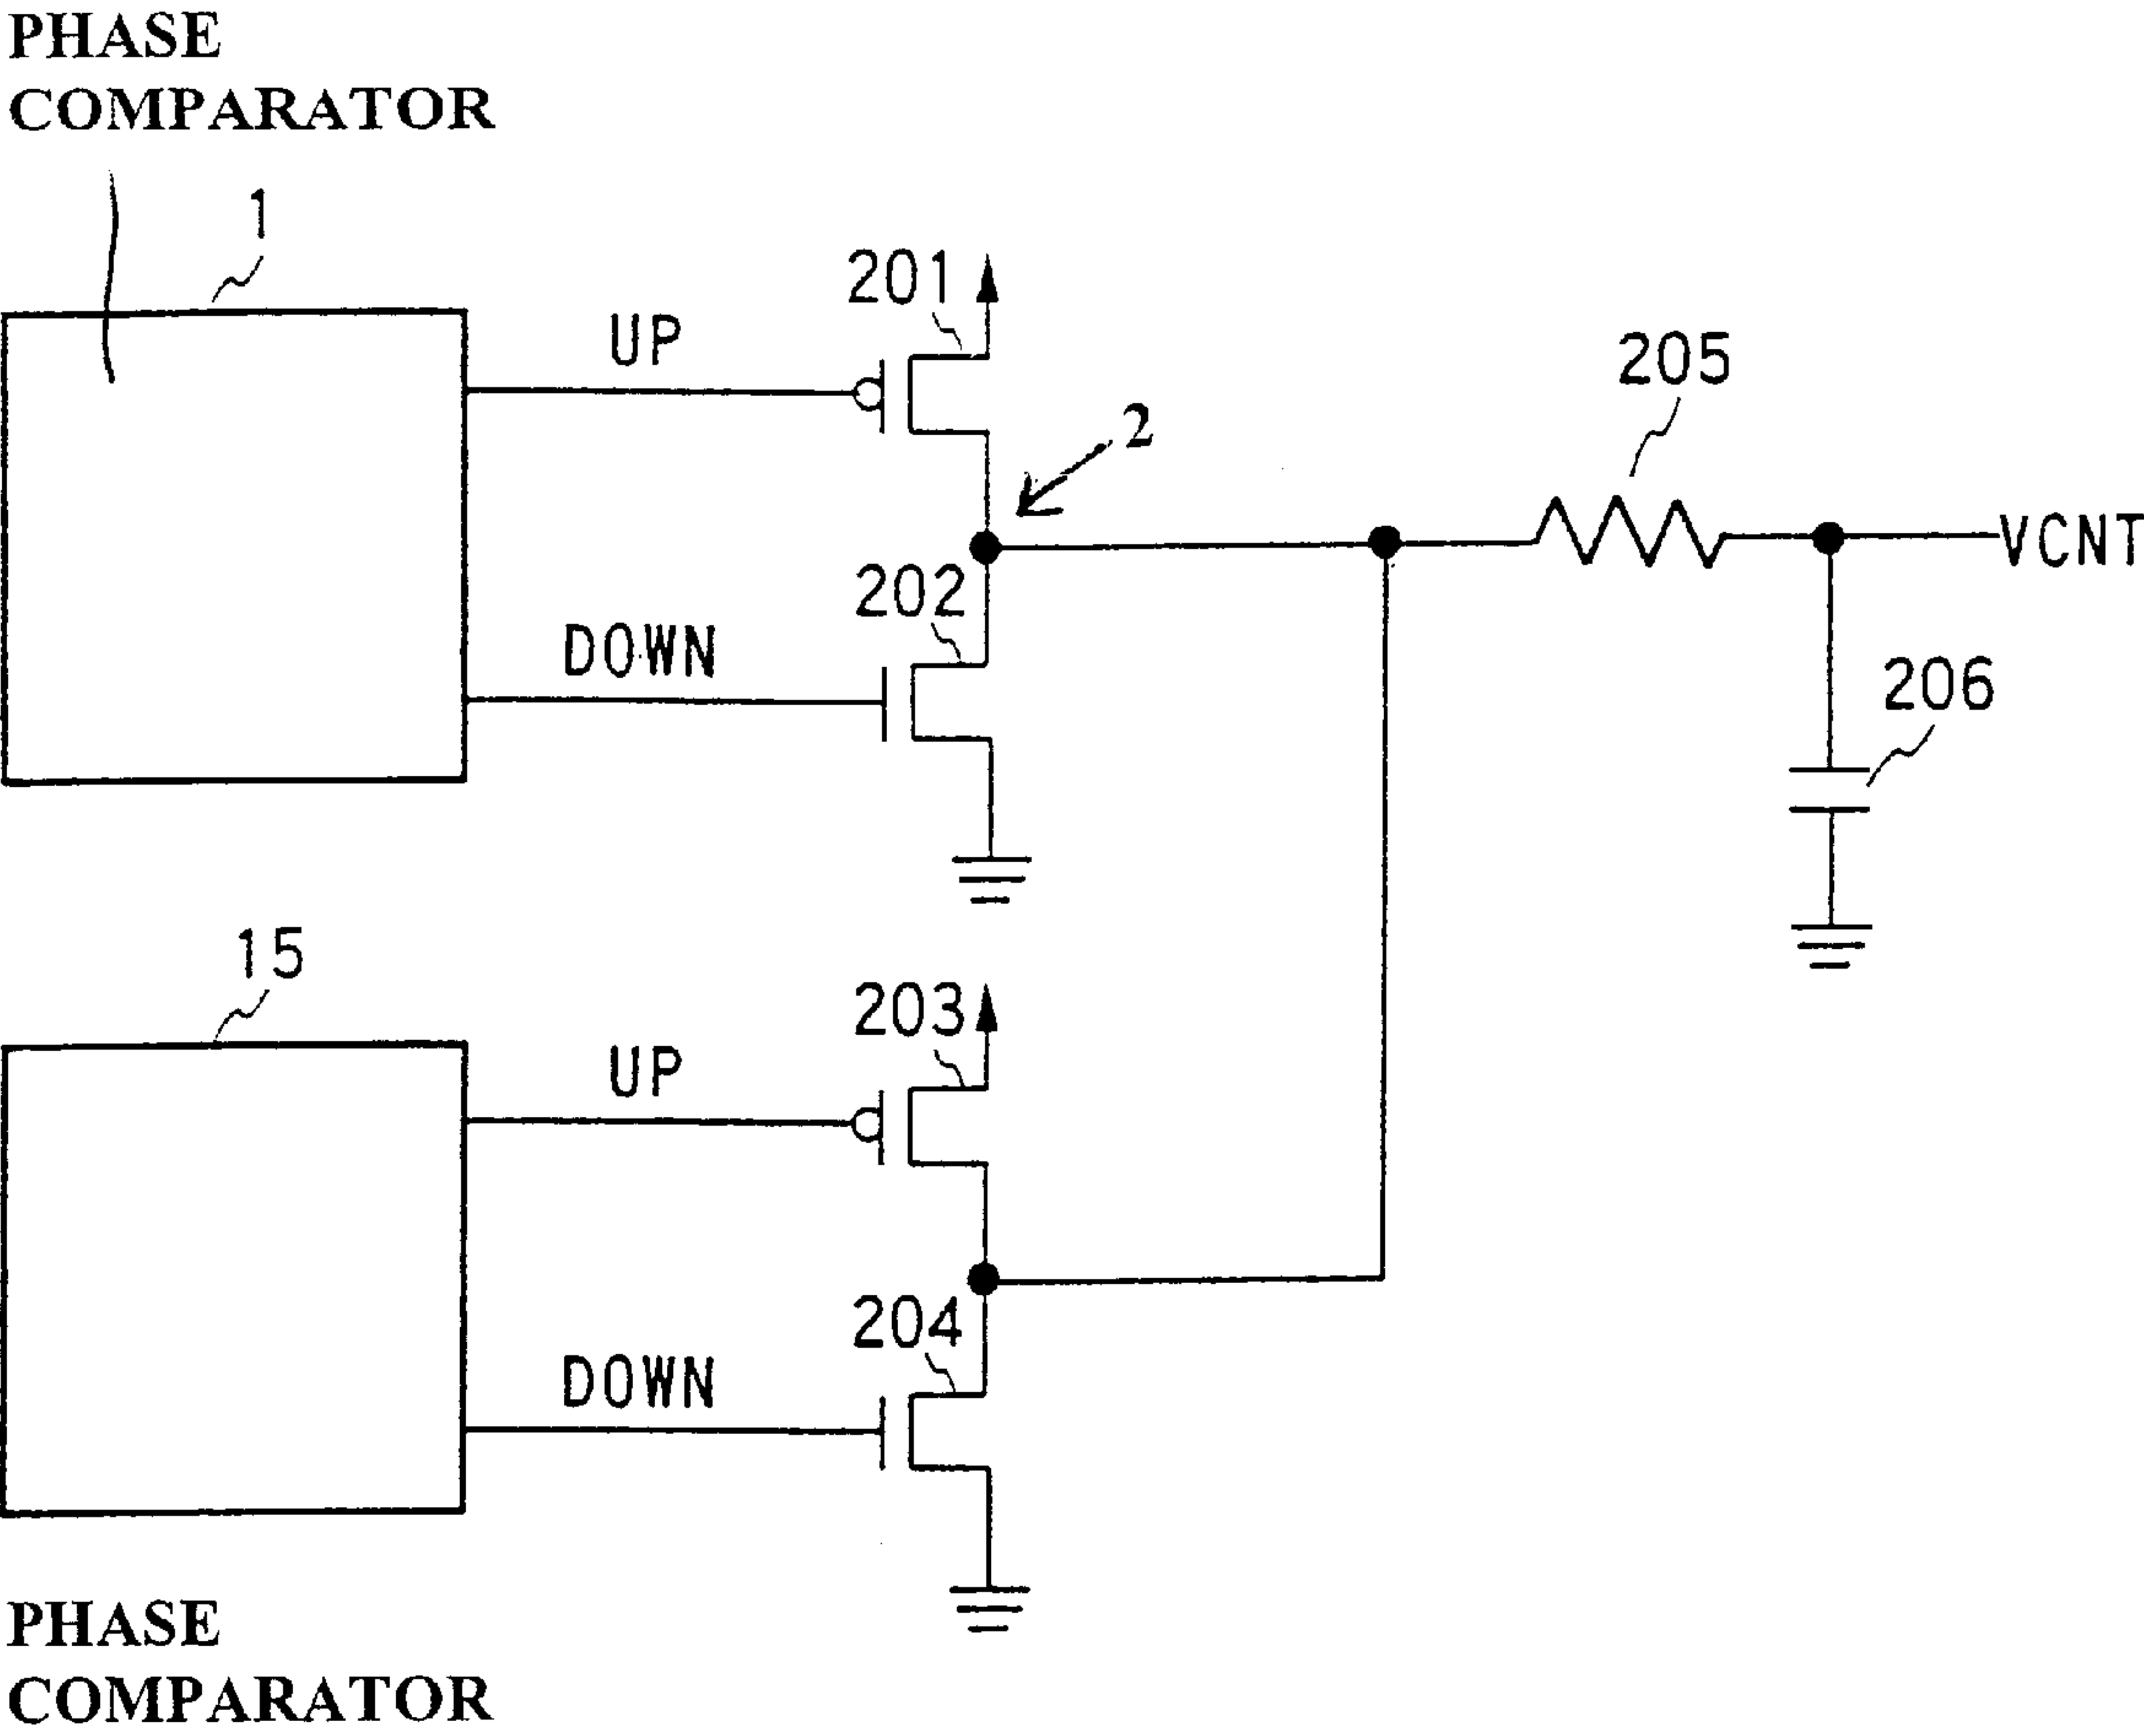 PHASE
COMPARATOR
1
201
UP
205
2
202
DOWN
VCNT
206
15
203
UP
204
DOWN
PHASE
COMPARATOR